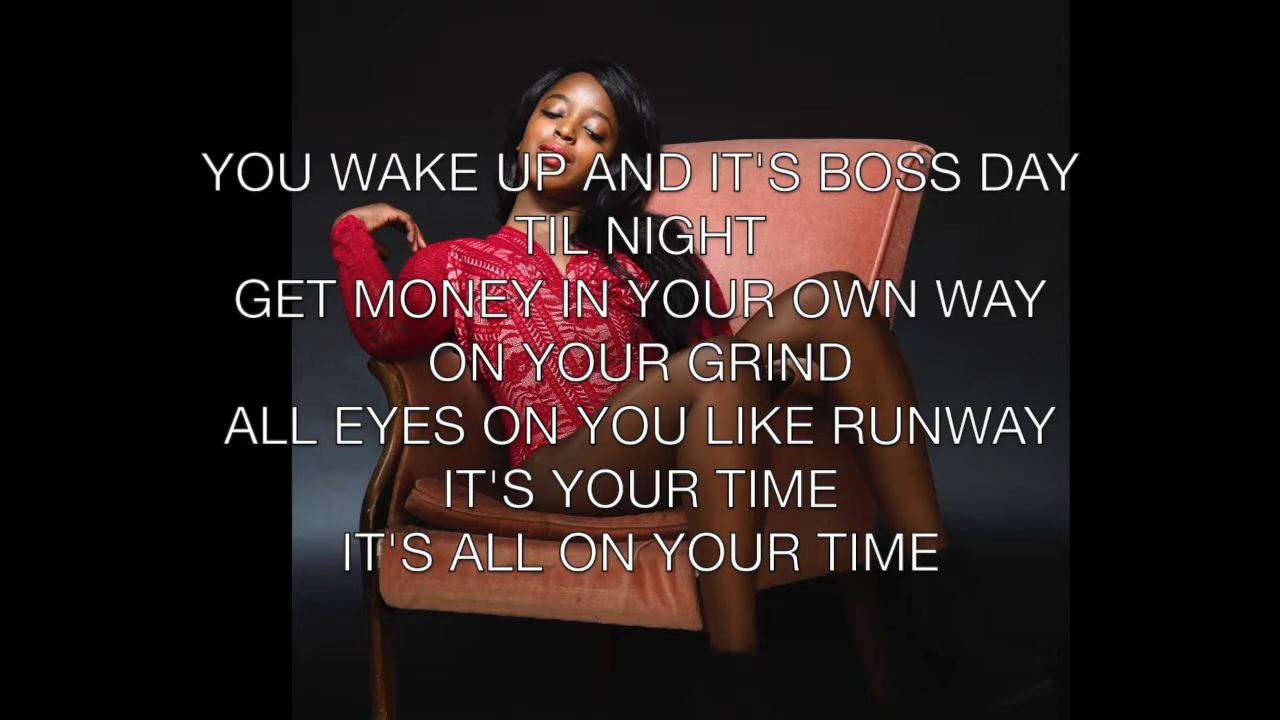 YOU WAKE UP AND IT'S BOSS DAY
TIL NIGHT
GET MONEY IN YOUR OWN WAY
ON YOUR GRIND
ALL EYES ON YOU LIKE RUNWAY
IT'S YOUR TIME
IT'S ALL ON YOUR TIME